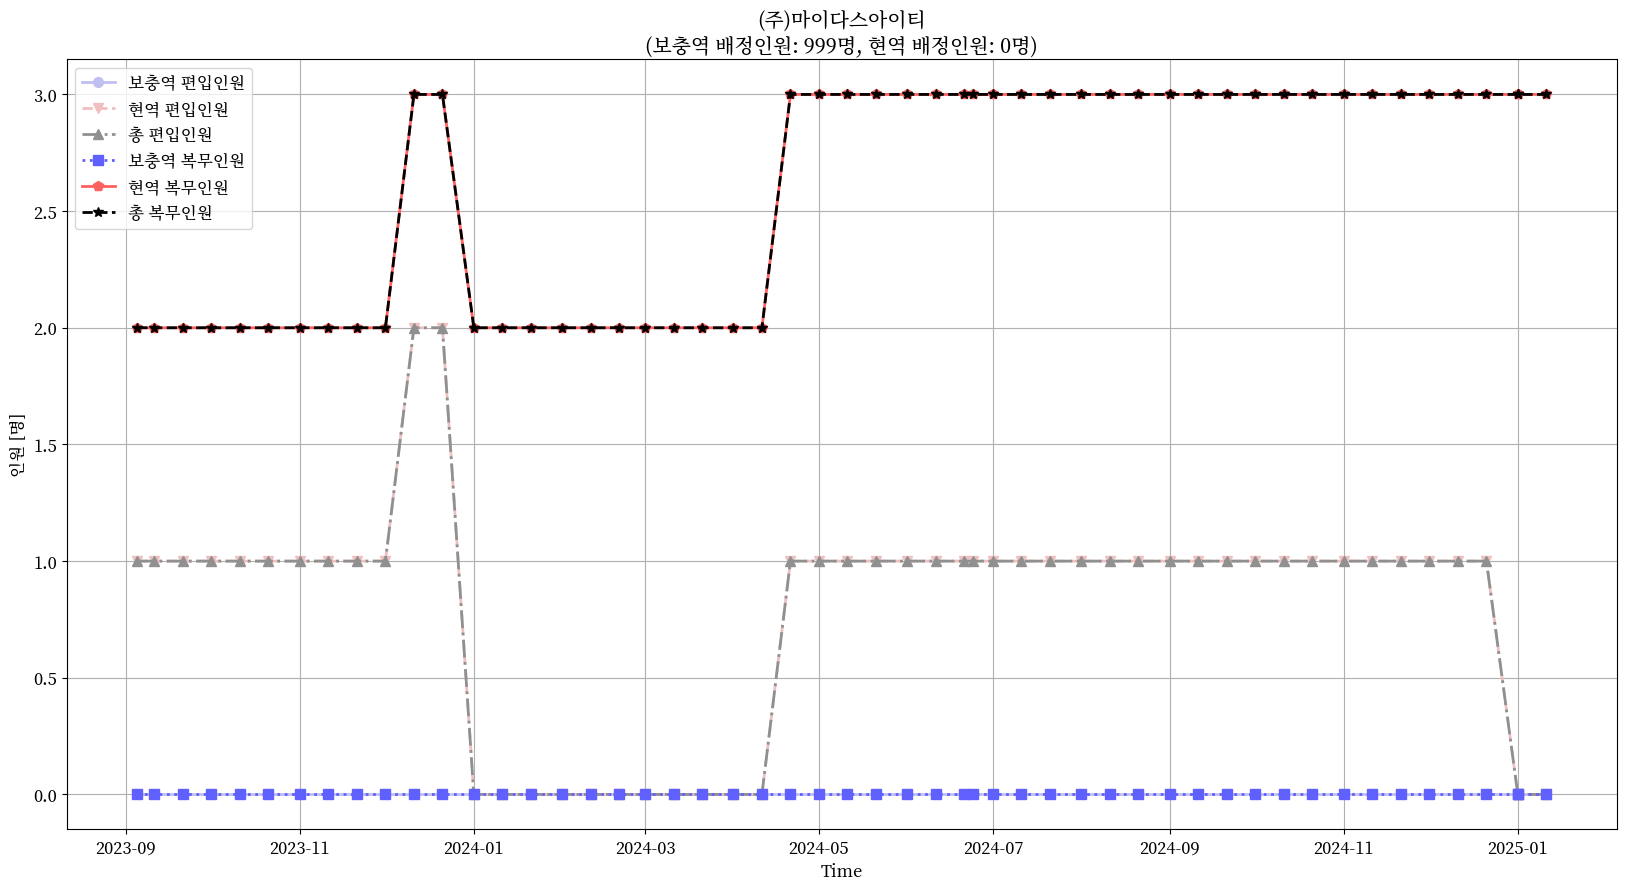 (주)마이다스아이티
(보충역 배정인원: 999명, 현역 배정인원: 0명)
보충역 편입인원
현역 편입인원
총 편입인원
보충역 복무인원
현역 복무인원
총 복무인원
3.0
2.5
2.0
1.5
1.0
0.5
0.0
인원 [명]
2023-09
2023-11
2024-01
2024-03
2024-05
2024-07
2024-09
2024-11
2025-01
Time